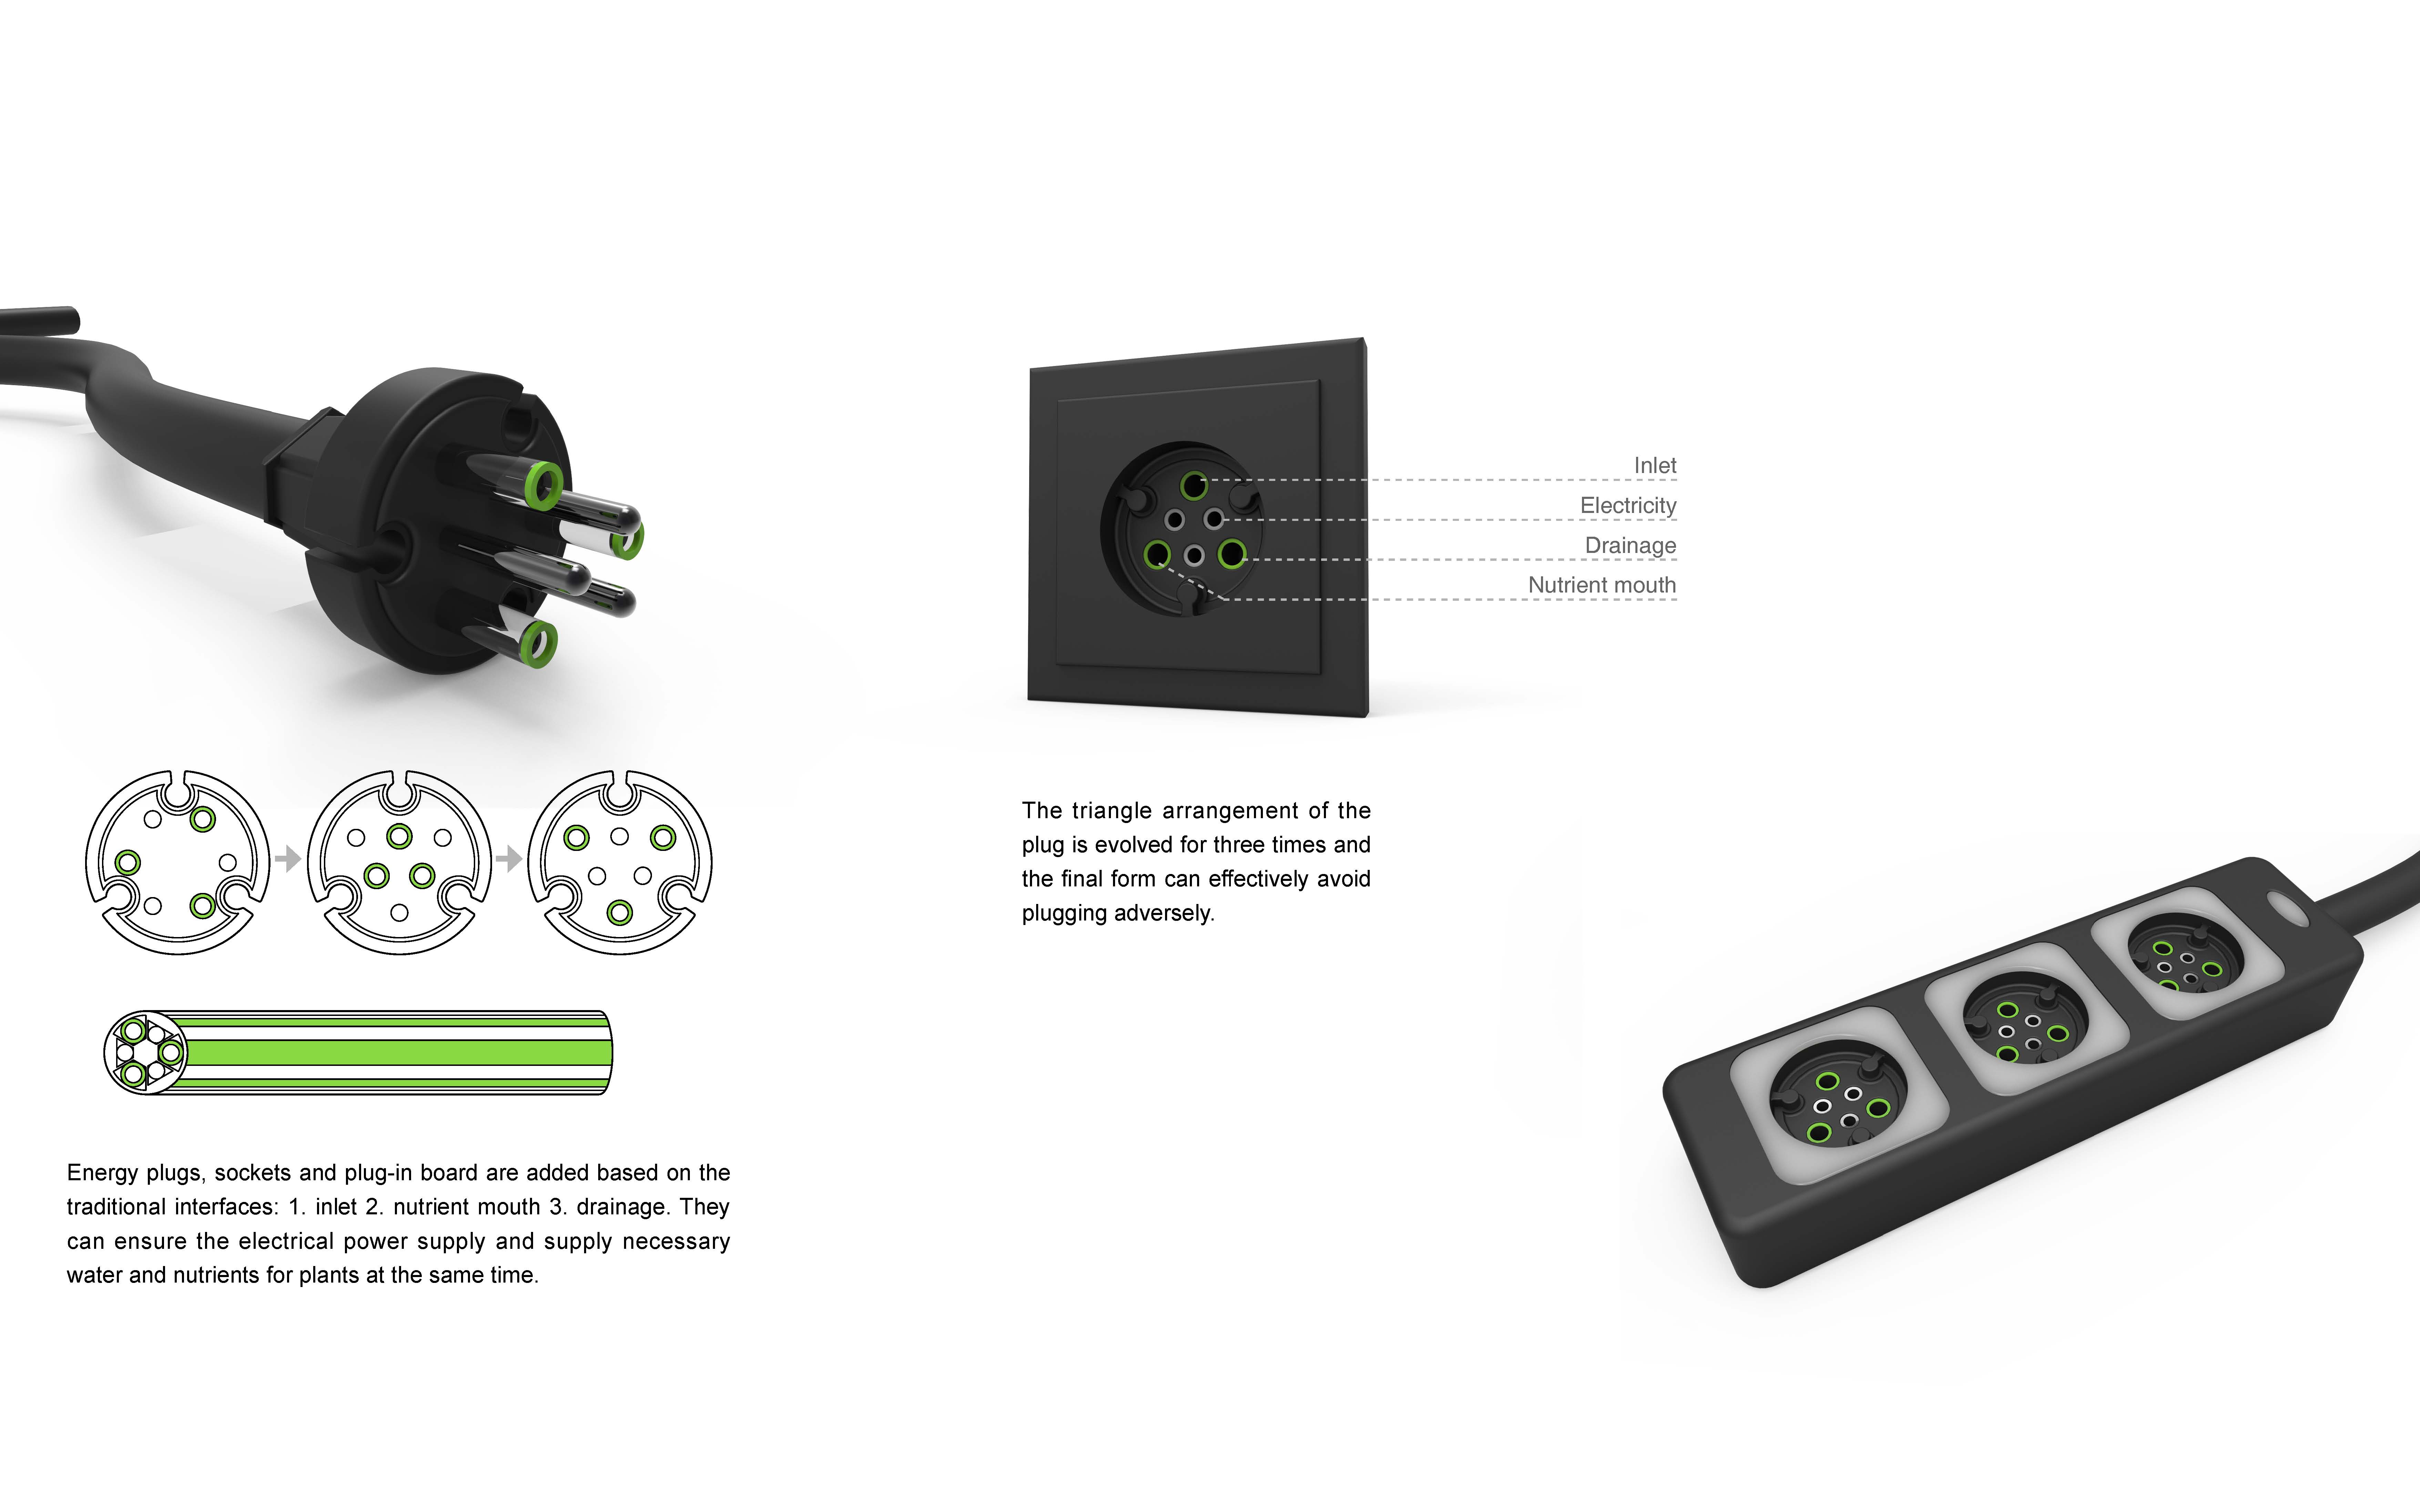 Inlet
Electricity
Drainage
Nutrient mouth
The triangle arrangement of the
plug is evolved for three times and
the final form can effectively avoid
plugging adversely.
Energy plugs, sockets and plug-in board are added based on the
traditional interfaces: 1. inlet 2. nutrient mouth 3. drainage. They
can ensure the electrical power supply and supply necessary
water and nutrients for plants at the same time.